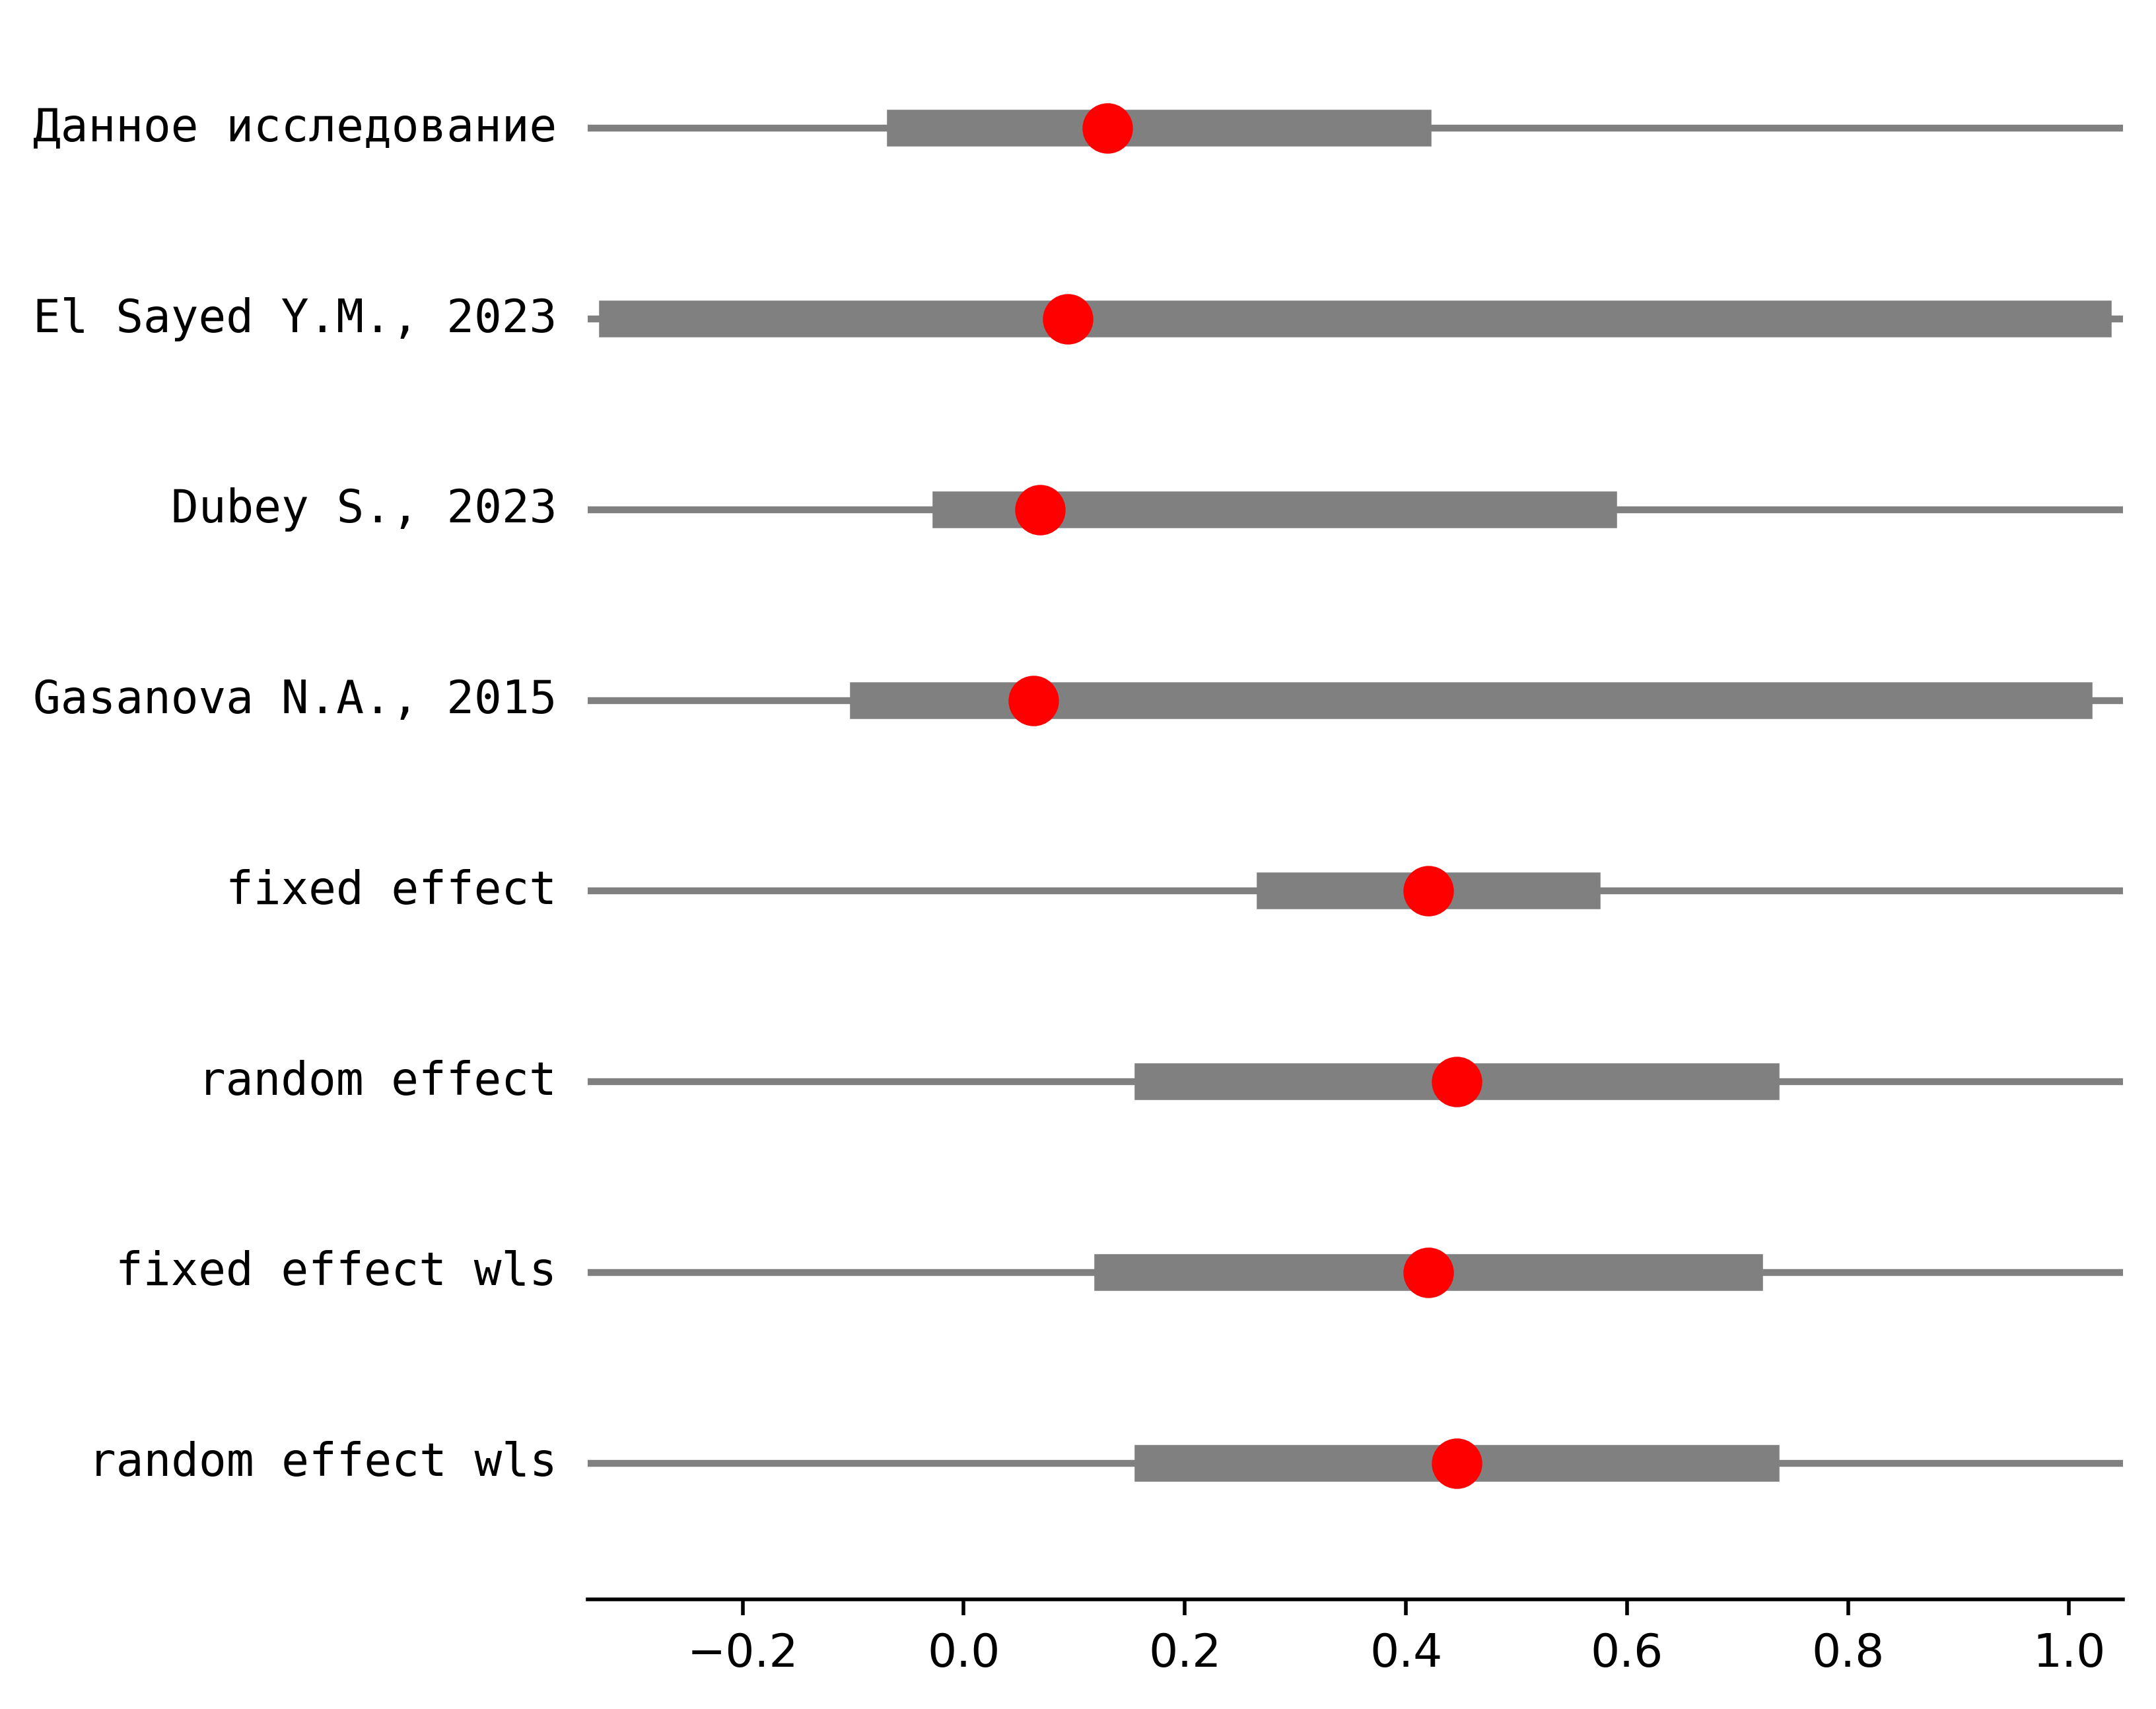 Данное исследование
El Sayed Y.M., 2023
Dubey S., 2023
Gasanova N.A., 2015
fixed effect
random effect
fixed effect wls
random effect wls
−0.2 0.0 0.2 0.4 0.6 0.8 1.0